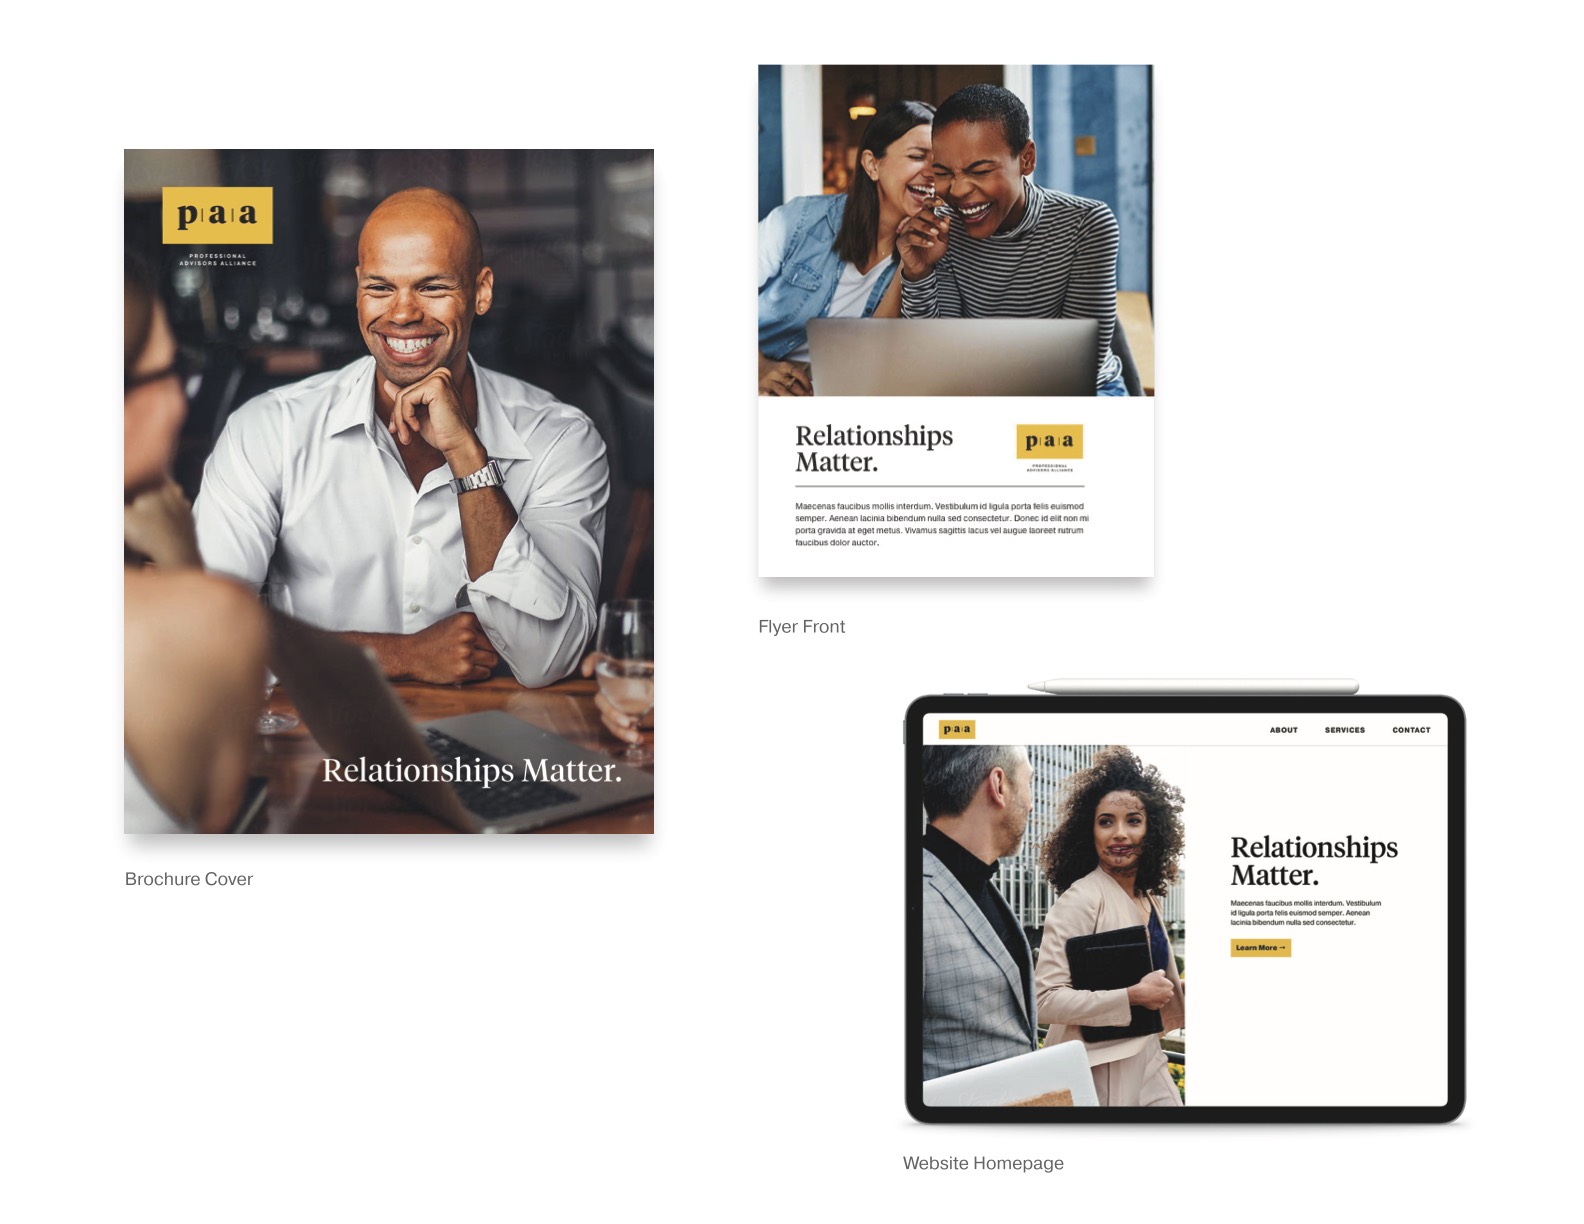 p|a|a
PROFESSIONAL
ADVISORS ALLIANCE
Relationships Matter.
Brochure Cover
Relationships
Matter.
p|a|a
PROFESSIONAL
ADVISORS ALLIANCE
Maecenas faucibus mollis interdum. Vestibulum id ligula porta felis euismod
semper. Aenean lacinia bibendum nulla sed consectetur. Donec id elit non mi
porta gravida at eget metus. Vivamus sagittis lacus vel augue laoreet rutrum
faucibus dolor auctor.
Flyer Front
p|a|a
ABOUT SERVICES CONTACT
Relationships
Matter.
Maecenas faucibus mollis interdum. Vestibulum
id ligula porta felis euismod semper. Aenean
lacinia bibendum nulla sed consectetur.
Learn More →
Website Homepage